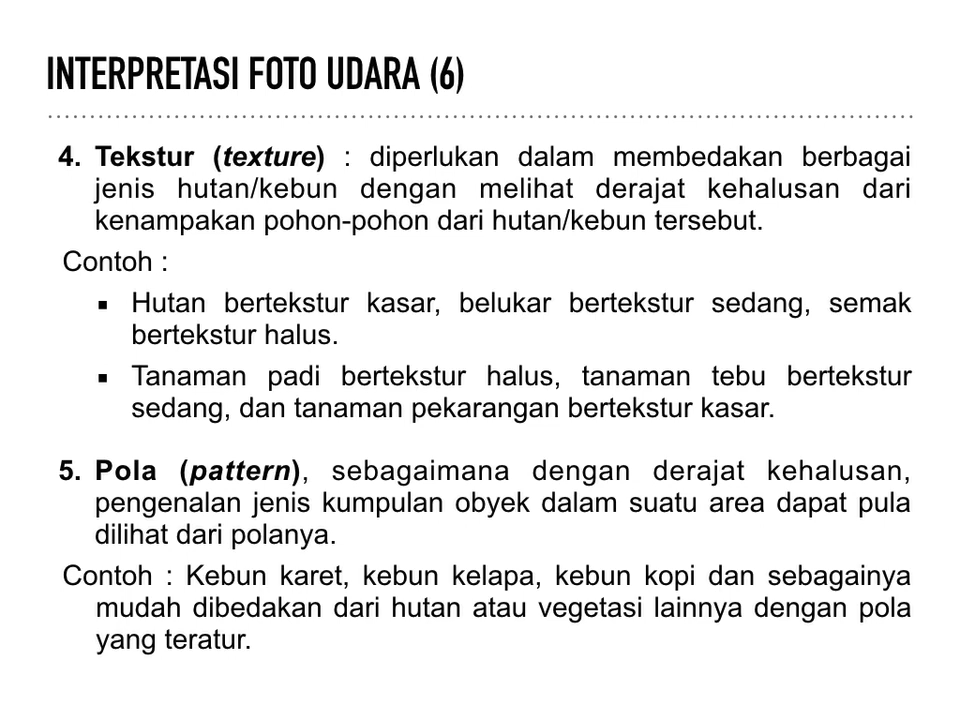 INTERPRETASI FOTO UDARA (6)
4. Tekstur (texture) : diperlukan dalam membedakan berbagai
jenis hutan/kebun dengan melihat derajat kehalusan dari
kenampakan pohon-pohon dari hutan/kebun tersebut.
Contoh :
▪ Hutan bertekstur kasar, belukar bertekstur sedang, semak
bertekstur halus.
▪ Tanaman padi bertekstur halus, tanaman tebu bertekstur
sedang, dan tanaman pekarangan bertekstur kasar.
5. Pola (pattern), sebagaimana dengan derajat kehalusan,
pengenalan jenis kumpulan obyek dalam suatu area dapat pula
dilihat dari polanya.
Contoh : Kebun karet, kebun kelapa, kebun kopi dan sebagainya
mudah dibedakan dari hutan atau vegetasi lainnya dengan pola
yang teratur.